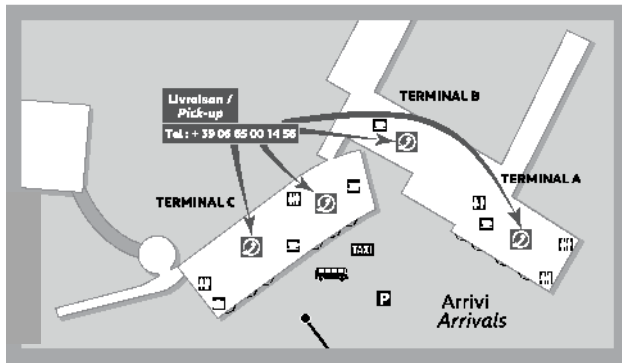 TERMINAL B
Livraison /
Pick-up
Tel : + 39 06 65 00 14 56
TERMINAL A
TERMINAL C
TAXI
P
Arrivi
Arrivals